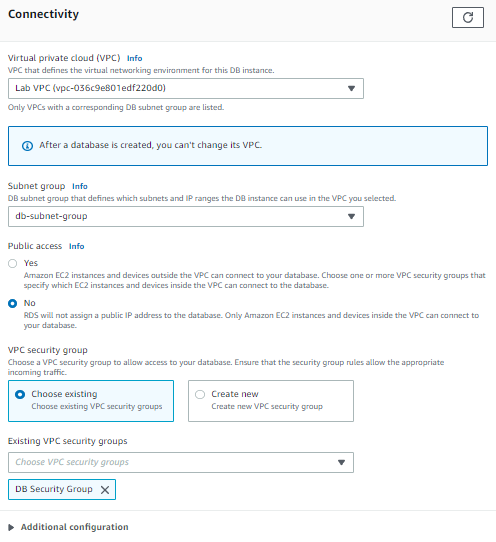 Connectivity
Virtual private cloud (VPC) Info
VPC that defines the virtual networking environment for this DB instance.
Lab VPC (vpc-036c9e801edf220d0)
Only VPCs with a corresponding DB subnet group are listed.
After a database is created, you can't change its VPC.
Subnet group Info
DB subnet group that defines which subnets and IP ranges the DB instance can use in the VPC you selected.
db-subnet-group
Public access Info
Yes
Amazon EC2 instances and devices outside the VPC can connect to your database. Choose one or more VPC security groups that
specify which EC2 instances and devices inside the VPC can connect to the database.
No
RDS will not assign a public IP address to the database. Only Amazon EC2 instances and devices inside the VPC can connect to
your database.
VPC security group
Choose a VPC security group to allow access to your database. Ensure that the security group rules allow the appropriate
incoming traffic.
Choose existing
Choose existing VPC security groups
Create new
Create new VPC security group
Existing VPC security groups
Choose VPC security groups
DB Security Group
Additional configuration